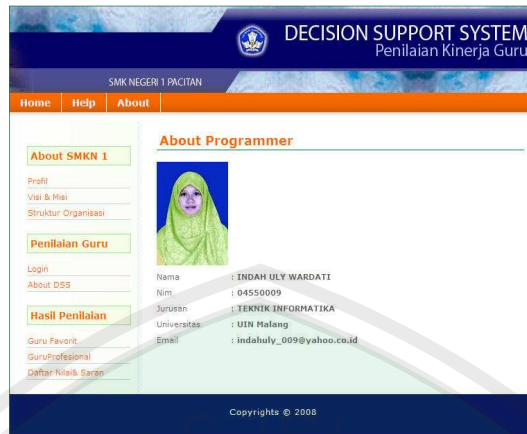 DECISION SUPPORT SYSTEM
Penilaian Kinerja Guru
SMK NEGERI 1 PACITAN
Home Help About
About Programmer
About SMKN 1
Profil
Visi & Misi
Struktur Organisasi
Penilaian Guru
Login
About DSS
Hasil Penilaian
Guru Favorit
GuruProfesional
Daftar Nilai& Saran
Nama : INDAH ULY WARDATI
Nim : 04550009
Jurusan : TEKNIK INFORMATIKA
Universitas : UIN Malang
Email : indahuly_009@yahoo.co.id
Copyrights © 2008